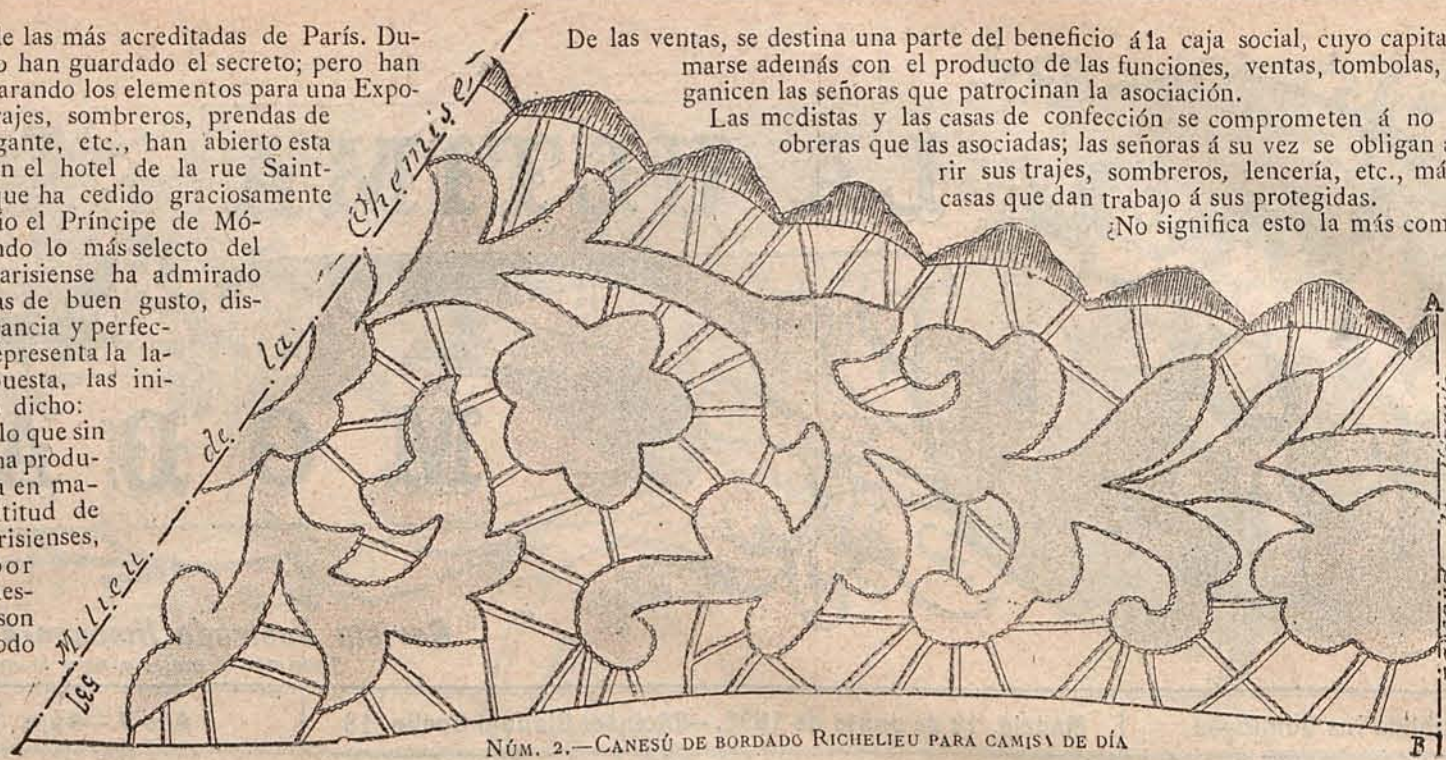 e las más acreditadas de París. Du-
o han guardado el secreto; pero han
arando los elementos para una Expo-
rajes, sombreros, prendas de
gante, etc., han abierto esta
n el hotel de la rue Saint-
ue ha cedido graciosamente
io el Príncipe de Mó-
ndo lo más selecto del
arisiense ha admirado
as de buen gusto, dis-
ancia y perfec-
epresenta la la-
uesta, las ini-
dicho:
lo que sin
na produ-
a en ma-
titud de
risienses,
por
es-
son
odo
De las ventas, se destina una parte del beneficio á la caja social, cuyo capita
marse además con el producto de las funciones, ventas, tombolas,
ganicen las señoras que patrocinan la asociación.
Las modistas y las casas de confección se comprometen á no
obreras que las asociadas; las señoras á su vez se obligan á
rir sus trajes, sombreros, lencería, etc., má
casas que dan trabajo á sus protegidas.
¿No significa esto la más com
Milieu de la Chemise
531
A
B
NÚM. 2.—CANESÚ DE BORDADO RICHELIEU PARA CAMISA DE DÍA